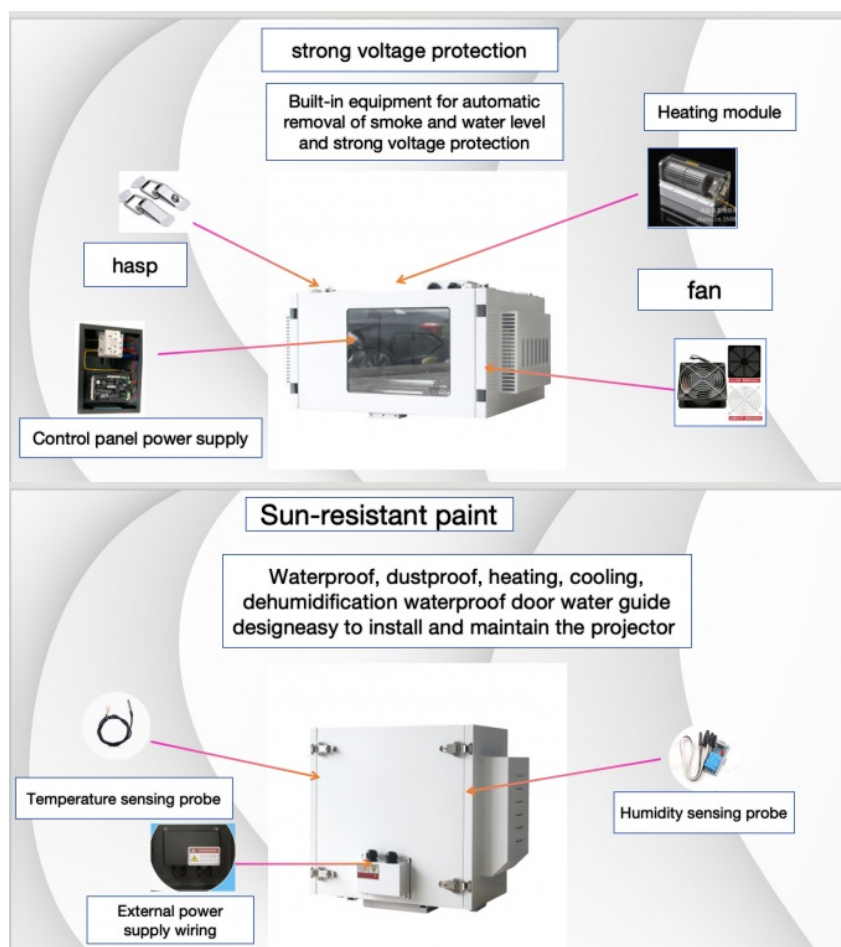 strong voltage protection
Built-in equipment for automatic
removal of smoke and water level
and strong voltage protection
Heating module
hasp
fan
Control panel power supply
Sun-resistant paint
Waterproof, dustproof, heating, cooling,
dehumidification waterproof door water guide
designeasy to install and maintain the projector
Temperature sensing probe
Humidity sensing probe
External power
supply wiring